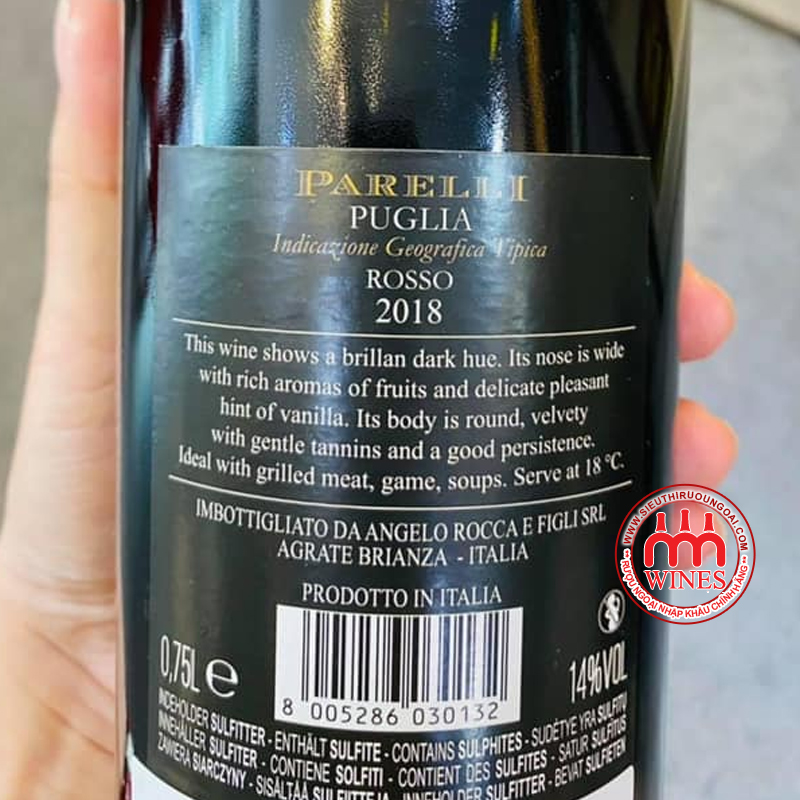 PARELLI
PUGLIA
Indicazione Geografica Tipica
ROSSO
2018
This wine shows a brillan dark hue. Its nose is wide
with rich aromas of fruits and delicate pleasant
hint of vanilla. Its body is round, velvety
with gentle tannins and a good persistence.
Ideal with grilled meat, game, soups. Serve at 18 °C.
IMBOTTIGLIATO DA ANGELO ROCCA E FIGLI SRL
AGRATE BRIANZA - ITALIA
PRODOTTO IN ITALIA
0,75L e
14%VOL
8 005286 030132
INDEHOLDER SULFITTER - ENTHÄLT SULFITE - CONTAINS SULPHITES - SUDĖTYE YRA SULFITŲ
INNEHÅLLER SULFITER - CONTIENE SOLFITI - CONTIENT DES SULFITES - SATUR SULFITUS
ZAWIERA SIARCZYNY - SISÄLTÄÄ SULFIITTEJA - INNEHOLDER SULFITTER - BEVAT SULFIETEN
WWW.SIEUTHIRUOUNGOAI.COM
WINES
RƯỢU NGOẠI NHẬP KHẨU CHÍNH HÃNG